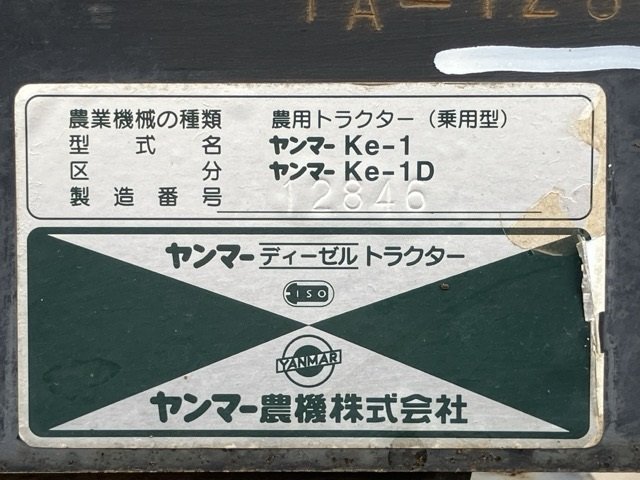 農業機械の種類 農用トラクター(乗用型)
型式名 ヤンマー Ke-1
区分 ヤンマー Ke-1D
製造番号 12846
ヤンマーディーゼルトラクター
ISO
YANMAR
ヤンマー農機株式会社